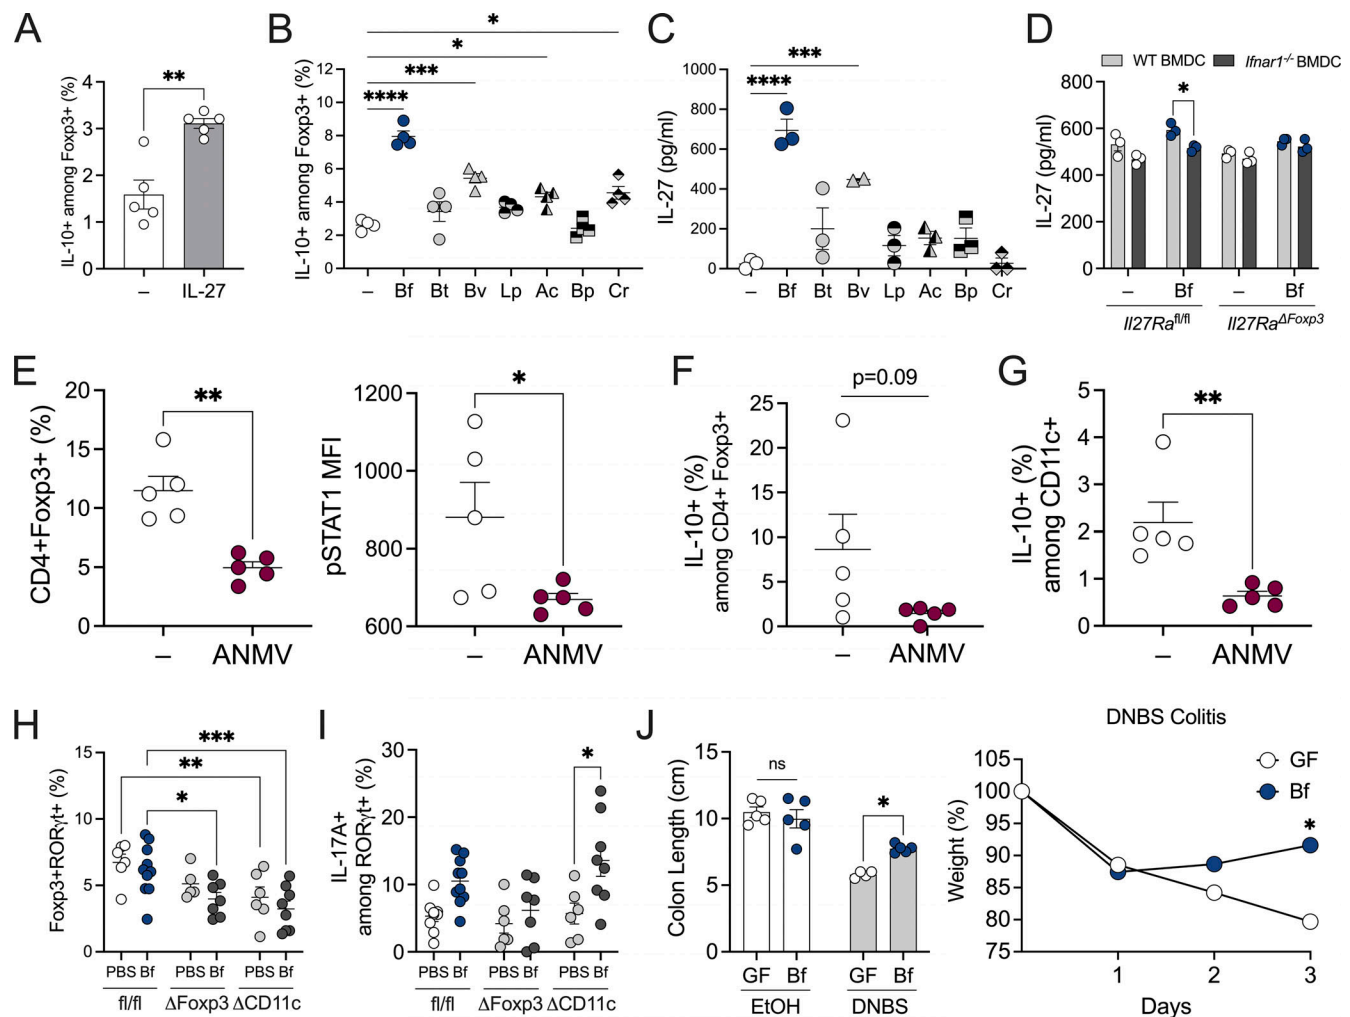 A
IL-10+ among Foxp3+ (%)
4
3
2
1
0
**
–
IL-27
B
IL-10+ among Foxp3+ (%)
12
10
8
6
4
2
0
*
*
***
****
– Bf Bt Bv Lp Ac Bp Cr
C
IL-27 (pg/ml)
1000
800
600
400
200
0
***
****
– Bf Bt Bv Lp Ac Bp Cr
D
WT BMDC Ifnar1-/- BMDC
IL-27 (pg/ml)
800
600
400
200
0
*
– Bf – Bf
Il27Rafl/fl Il27RaΔFoxp3
E
CD4+Foxp3+ (%)
20
15
10
5
0
**
– ANMV
pSTAT1 MFI
1200
1000
800
600
*
– ANMV
F
IL-10+ (%)
among CD4+ Foxp3+
25
20
15
10
5
0
p=0.09
– ANMV
G
IL-10+ (%)
among CD11c+
5
4
3
2
1
0
**
– ANMV
H
Foxp3+RORγt+ (%)
15
10
5
0
***
**
*
PBS Bf PBS Bf PBS Bf
fl/fl ΔFoxp3 ΔCD11c
I
IL-17A+
among RORγt+ (%)
30
20
10
0
*
PBS Bf PBS Bf PBS Bf
fl/fl ΔFoxp3 ΔCD11c
J
Colon Length (cm)
15
10
5
0
ns
*
GF Bf GF Bf
EtOH DNBS
DNBS Colitis
GF
Bf
Weight (%)
100
95
90
85
80
75
*
1 2 3
Days